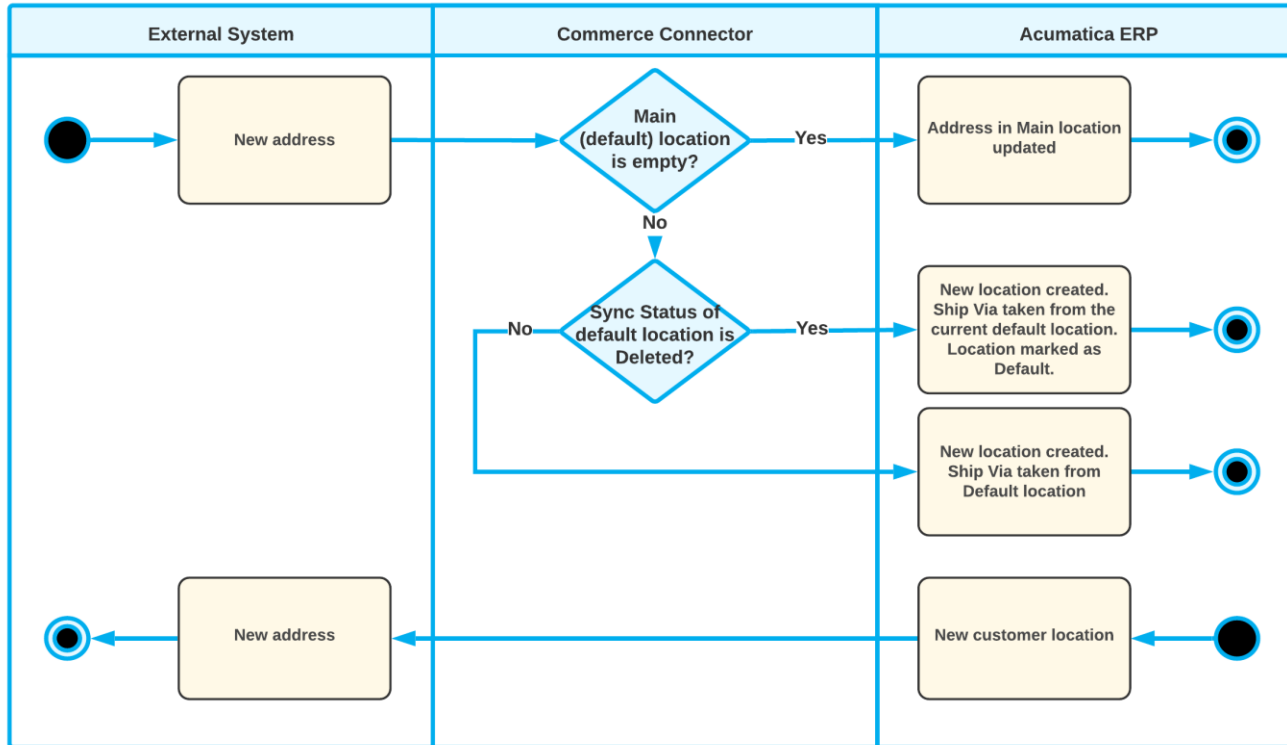 External System
Commerce Connector
Acumatica ERP
New address
Main
(default) location
is empty?
Yes
Address in Main location
updated
No
Sync Status of
default location is
Deleted?
No
Yes
New location created.
Ship Via taken from the
current default location.
Location marked as
Default.
New location created.
Ship Via taken from
Default location
New address
New customer location